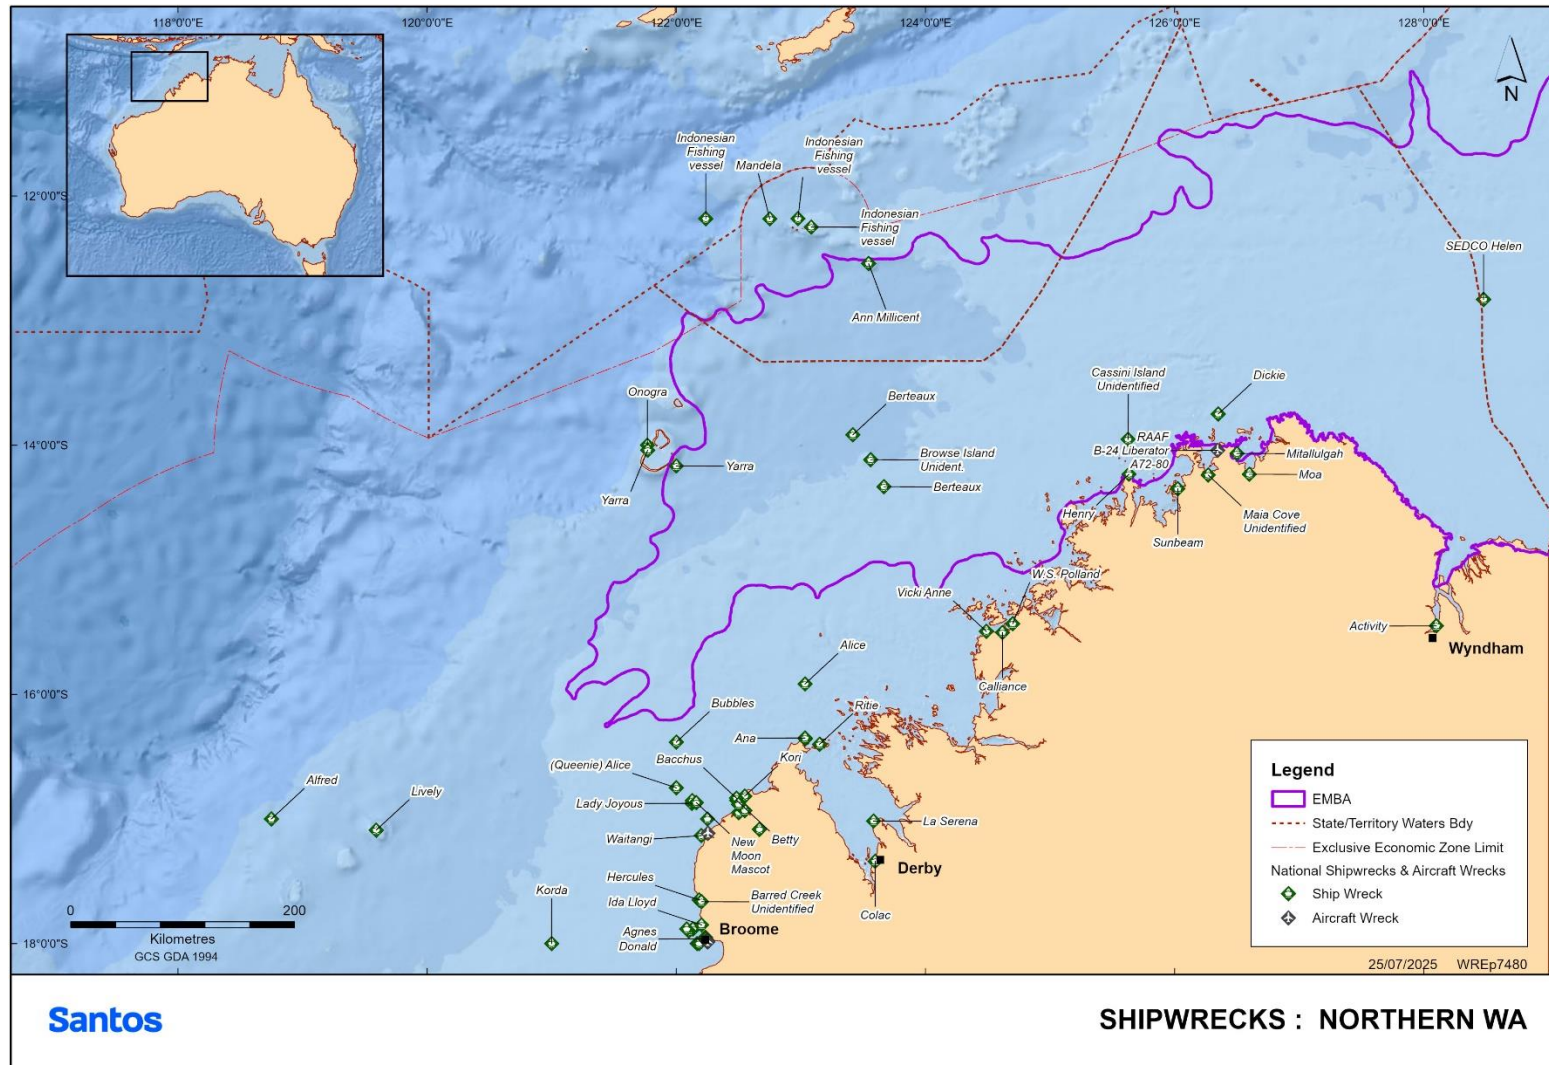 118°0'0"E
120°0'0"E
122°0'0"E
124°0'0"E
126°0'0"E
128°0'0"E
N
12°0'0"S
14°0'0"S
16°0'0"S
18°0'0"S
Indonesian
Fishing
vessel
Mandela
Indonesian
Fishing
vessel
Indonesian
Fishing
vessel
SEDCO Helen
Ann Millicent
Cassini Island
Unidentified
Dickie
Onogra
Berteaux
RAAF
B-24 Liberator
A72-80
Mitallulgah
Browse Island
Unident.
Yarra
Yarra
Berteaux
Moa
Henry
Maia Cove
Unidentified
Sunbeam
W.S. Polland
Vicki Anne
Activity
Wyndham
Alice
Calliance
Bubbles
Ritie
Ana
Kori
Bacchus
(Queenie) Alice
Alfred
Lively
Lady Joyous
La Serena
Waitangi
New
Moon
Mascot
Betty
Derby
Hercules
Barred Creek
Unidentified
Korda
Ida Lloyd
Colac
Agnes
Donald
Broome
0
200
Kilometres
GCS GDA 1994
Legend
EMBA
State/Territory Waters Bdy
Exclusive Economic Zone Limit
National Shipwrecks & Aircraft Wrecks
Ship Wreck
Aircraft Wreck
25/07/2025 WREp7480
Santos
SHIPWRECKS : NORTHERN WA